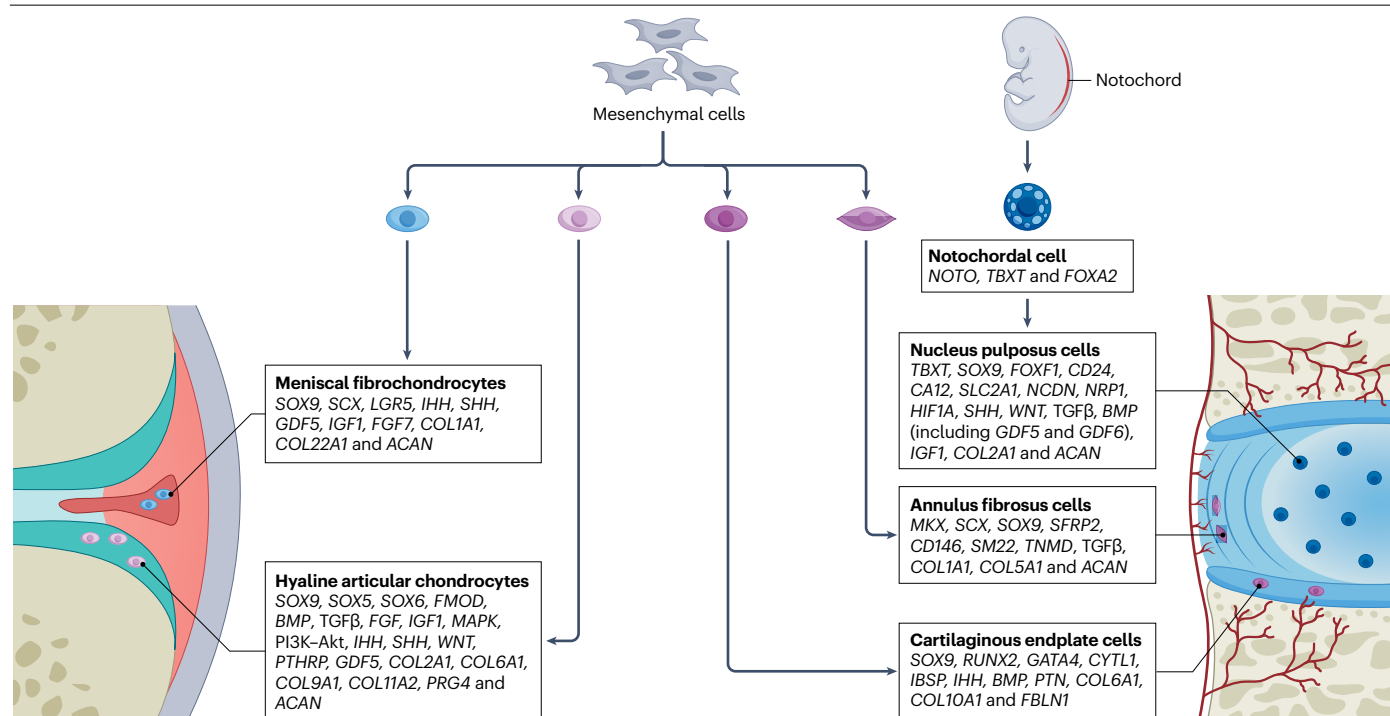 Mesenchymal cells
Notochord
Notochordal cell
NOTO, TBXT and FOXA2
Meniscal fibrochondrocytes
SOX9, SCX, LGR5, IHH, SHH,
GDF5, IGF1, FGF7, COL1A1,
COL22A1 and ACAN
Hyaline articular chondrocytes
SOX9, SOX5, SOX6, FMOD,
BMP, TGFβ, FGF, IGF1, MAPK,
PI3K–Akt, IHH, SHH, WNT,
PTHRP, GDF5, COL2A1, COL6A1,
COL9A1, COL11A2, PRG4 and
ACAN
Nucleus pulposus cells
TBXT, SOX9, FOXF1, CD24,
CA12, SLC2A1, NCDN, NRP1,
HIF1A, SHH, WNT, TGFβ, BMP
(including GDF5 and GDF6),
IGF1, COL2A1 and ACAN
Annulus fibrosus cells
MKX, SCX, SOX9, SFRP2,
CD146, SM22, TNMD, TGFβ,
COL1A1, COL5A1 and ACAN
Cartilaginous endplate cells
SOX9, RUNX2, GATA4, CYTL1,
IBSP, IHH, BMP, PTN, COL6A1,
COL10A1 and FBLN1